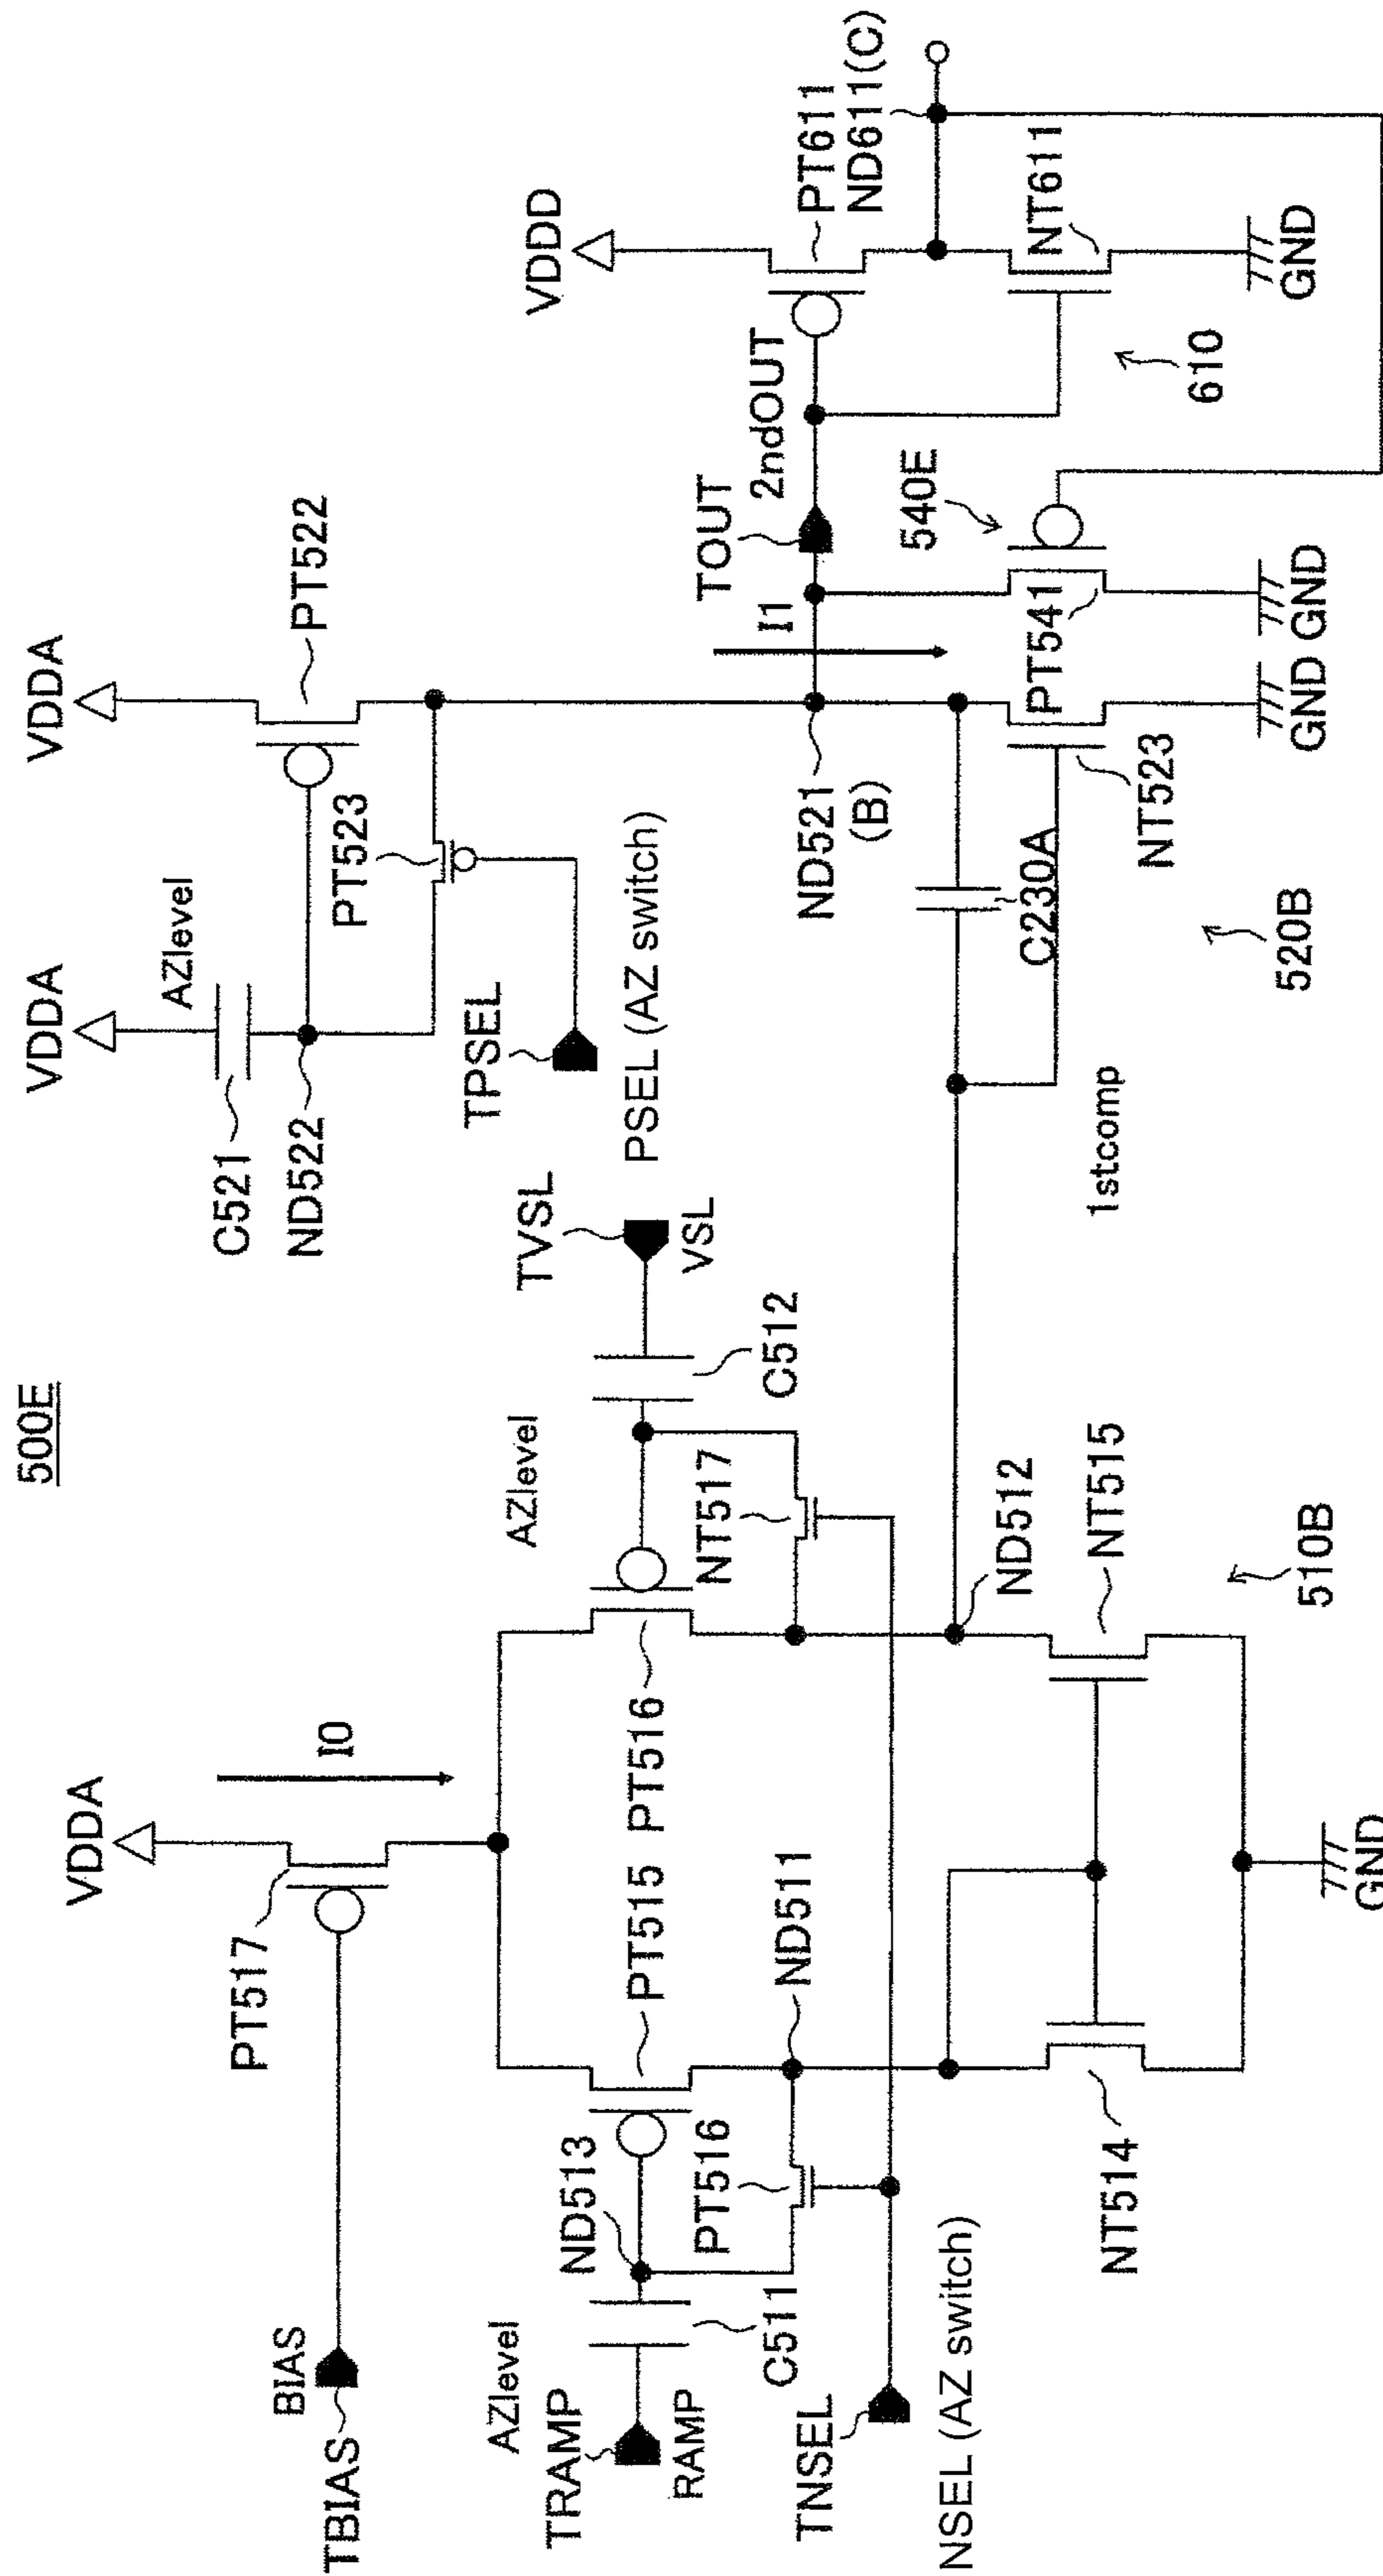 500E
VDDA
I0
PT517
BIAS
TBIAS
PT515
PT516
ND513
AZlevel
TRAMP
RAMP
C511
PT516
ND511
TNSEL
NSEL (AZ switch)
NT514
GND
AZlevel
TVSL
VSL
C512
NT517
ND512
NT515
510B
1stcomp
VDDA
AZlevel
C521
ND522
VDDA
PT522
PT523
TPSEL
PSEL (AZ switch)
ND521
(B)
I1
C230A
NT523
520B
GND
TOUT
2ndOUT
540E
PT541
GND
VDDD
PT611
ND611(C)
NT611
610
GND